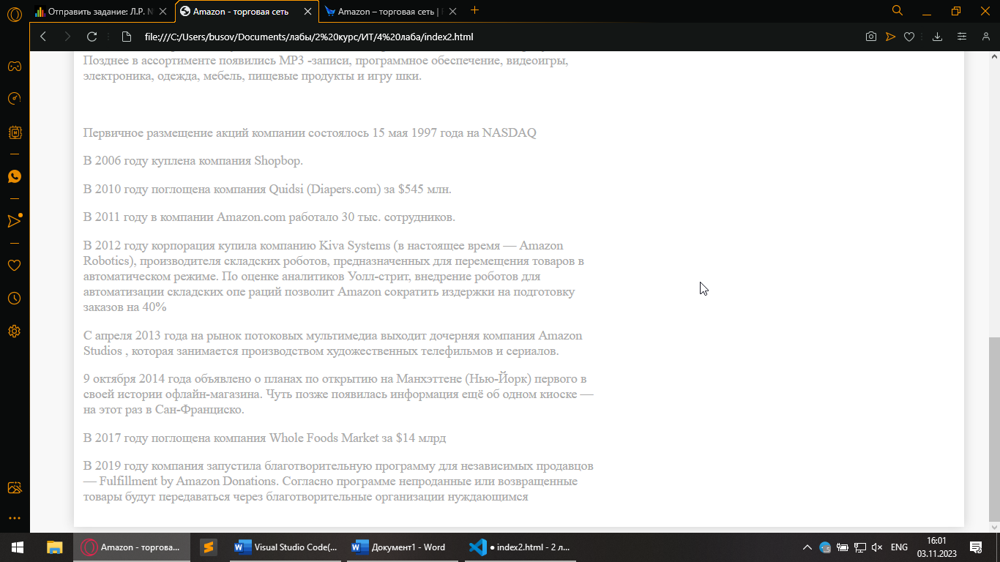 Отправить задание: Л.Р. N
Amazon - торговая сеть
Amazon – торговая сеть |
file:///C:/Users/busov/Documents/лабы/2%20курс/ИТ/4%20лаба/index2.html
Позднее в ассортименте появились MP3 -записи, программное обеспечение, видеоигры,
электроника, одежда, мебель, пищевые продукты и игру шки.
Первичное размещение акций компании состоялось 15 мая 1997 года на NASDAQ
В 2006 году куплена компания Shopbop.
В 2010 году поглощена компания Quidsi (Diapers.com) за $545 млн.
В 2011 году в компании Amazon.com работало 30 тыс. сотрудников.
В 2012 году корпорация купила компанию Kiva Systems (в настоящее время — Amazon
Robotics), производителя складских роботов, предназначенных для перемещения товаров в
автоматическом режиме. По оценке аналитиков Уолл-стрит, внедрение роботов для
автоматизации складских опе раций позволит Amazon сократить издержки на подготовку
заказов на 40%
С апреля 2013 года на рынок потоковых мультимедиа выходит дочерняя компания Amazon
Studios , которая занимается производством художественных телефильмов и сериалов.
9 октября 2014 года объявлено о планах по открытию на Манхэттене (Нью-Йорк) первого в
своей истории офлайн-магазина. Чуть позже появилась информация ещё об одном киоске —
на этот раз в Сан-Франциско.
В 2017 году поглощена компания Whole Foods Market за $14 млрд
В 2019 году компания запустила благотворительную программу для независимых продавцов
— Fulfillment by Amazon Donations. Согласно программе непроданные или возвращенные
товары будут передаваться через благотворительные организации нуждающимся
Amazon - торгова...
Visual Studio Code(...
Документ1 - Word
● index2.html - 2 л...
ENG
16:01
03.11.2023